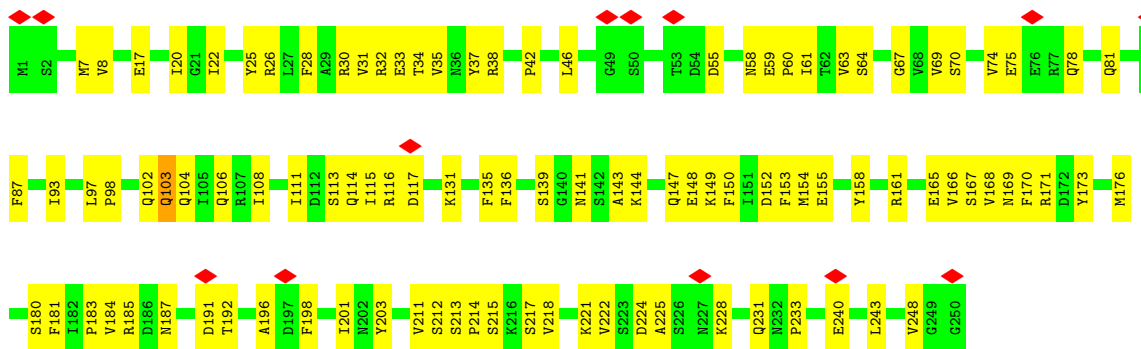 M1 S2 M7 V8 E17 I20 G21 I22 Y25 R26 L27 F28 A29 R30 V31 R32 E33 T34 V35 N36 Y37 R38 P42 L46 G49 S50 T53 D54 D55 N58 E59 P60 I61 T62 V63 S64 G67 V68 V69 S70 V74 E75 E76 R77 Q78 Q81
F87 I93 L97 P98 Q102 Q103 Q104 I105 Q106 R107 I108 I111 D112 S113 Q114 I115 R116 D117 K131 F135 F136 S139 G140 N141 S142 A143 K144 Q147 E148 K149 F150 I151 D152 F153 M154 E155 Y158 R161 E165 V166 S167 V168 N169 F170 R171 D172 Y173 M176
S180 F181 I182 P183 V184 R185 D186 N187 D191 T192 A196 D197 F198 I201 N202 Y203 V211 S212 S213 P214 S215 K216 S217 V218 K221 V222 S223 D224 A225 S226 N227 K228 Q231 N232 P233 E240 L243 V248 G249 G250